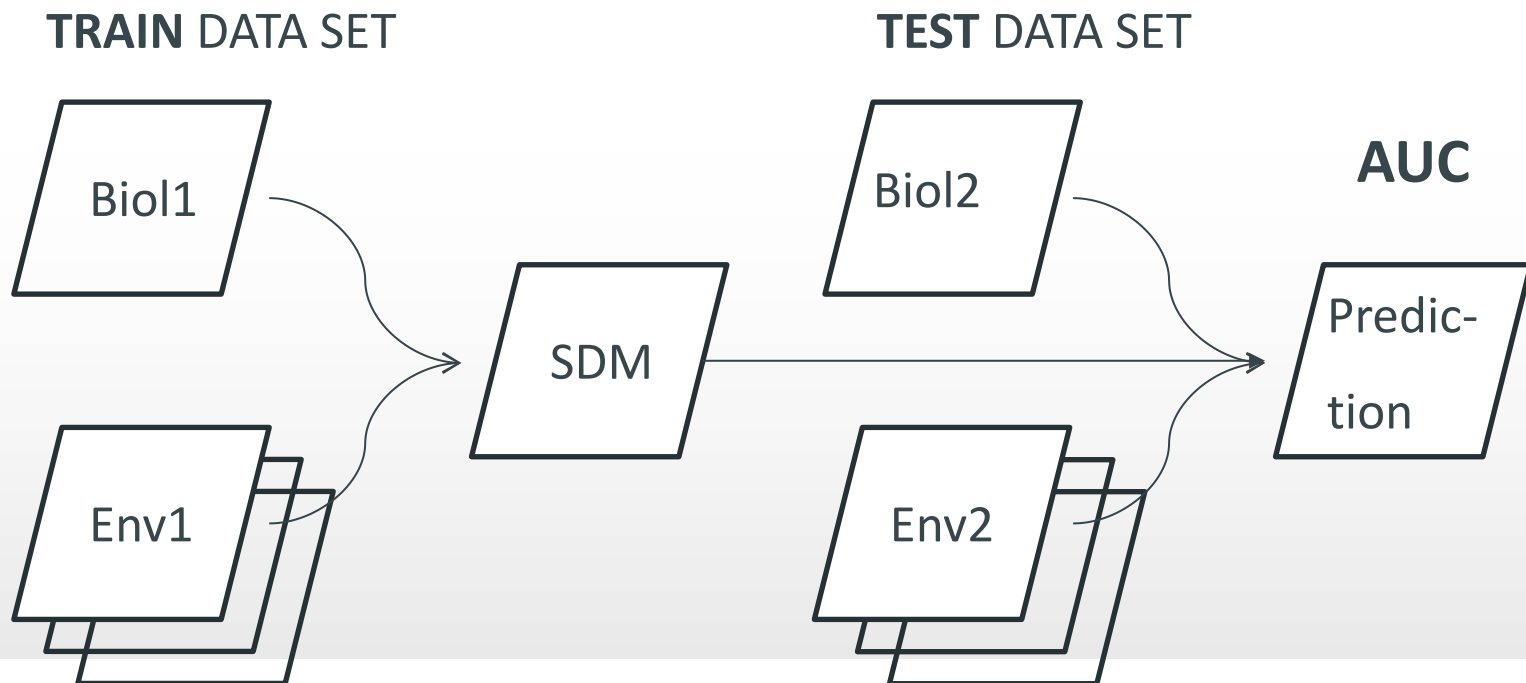 TRAIN DATA SET
TEST DATA SET
Biol1
Biol2
AUC
SDM
Predic-
tion
Env1
Env2